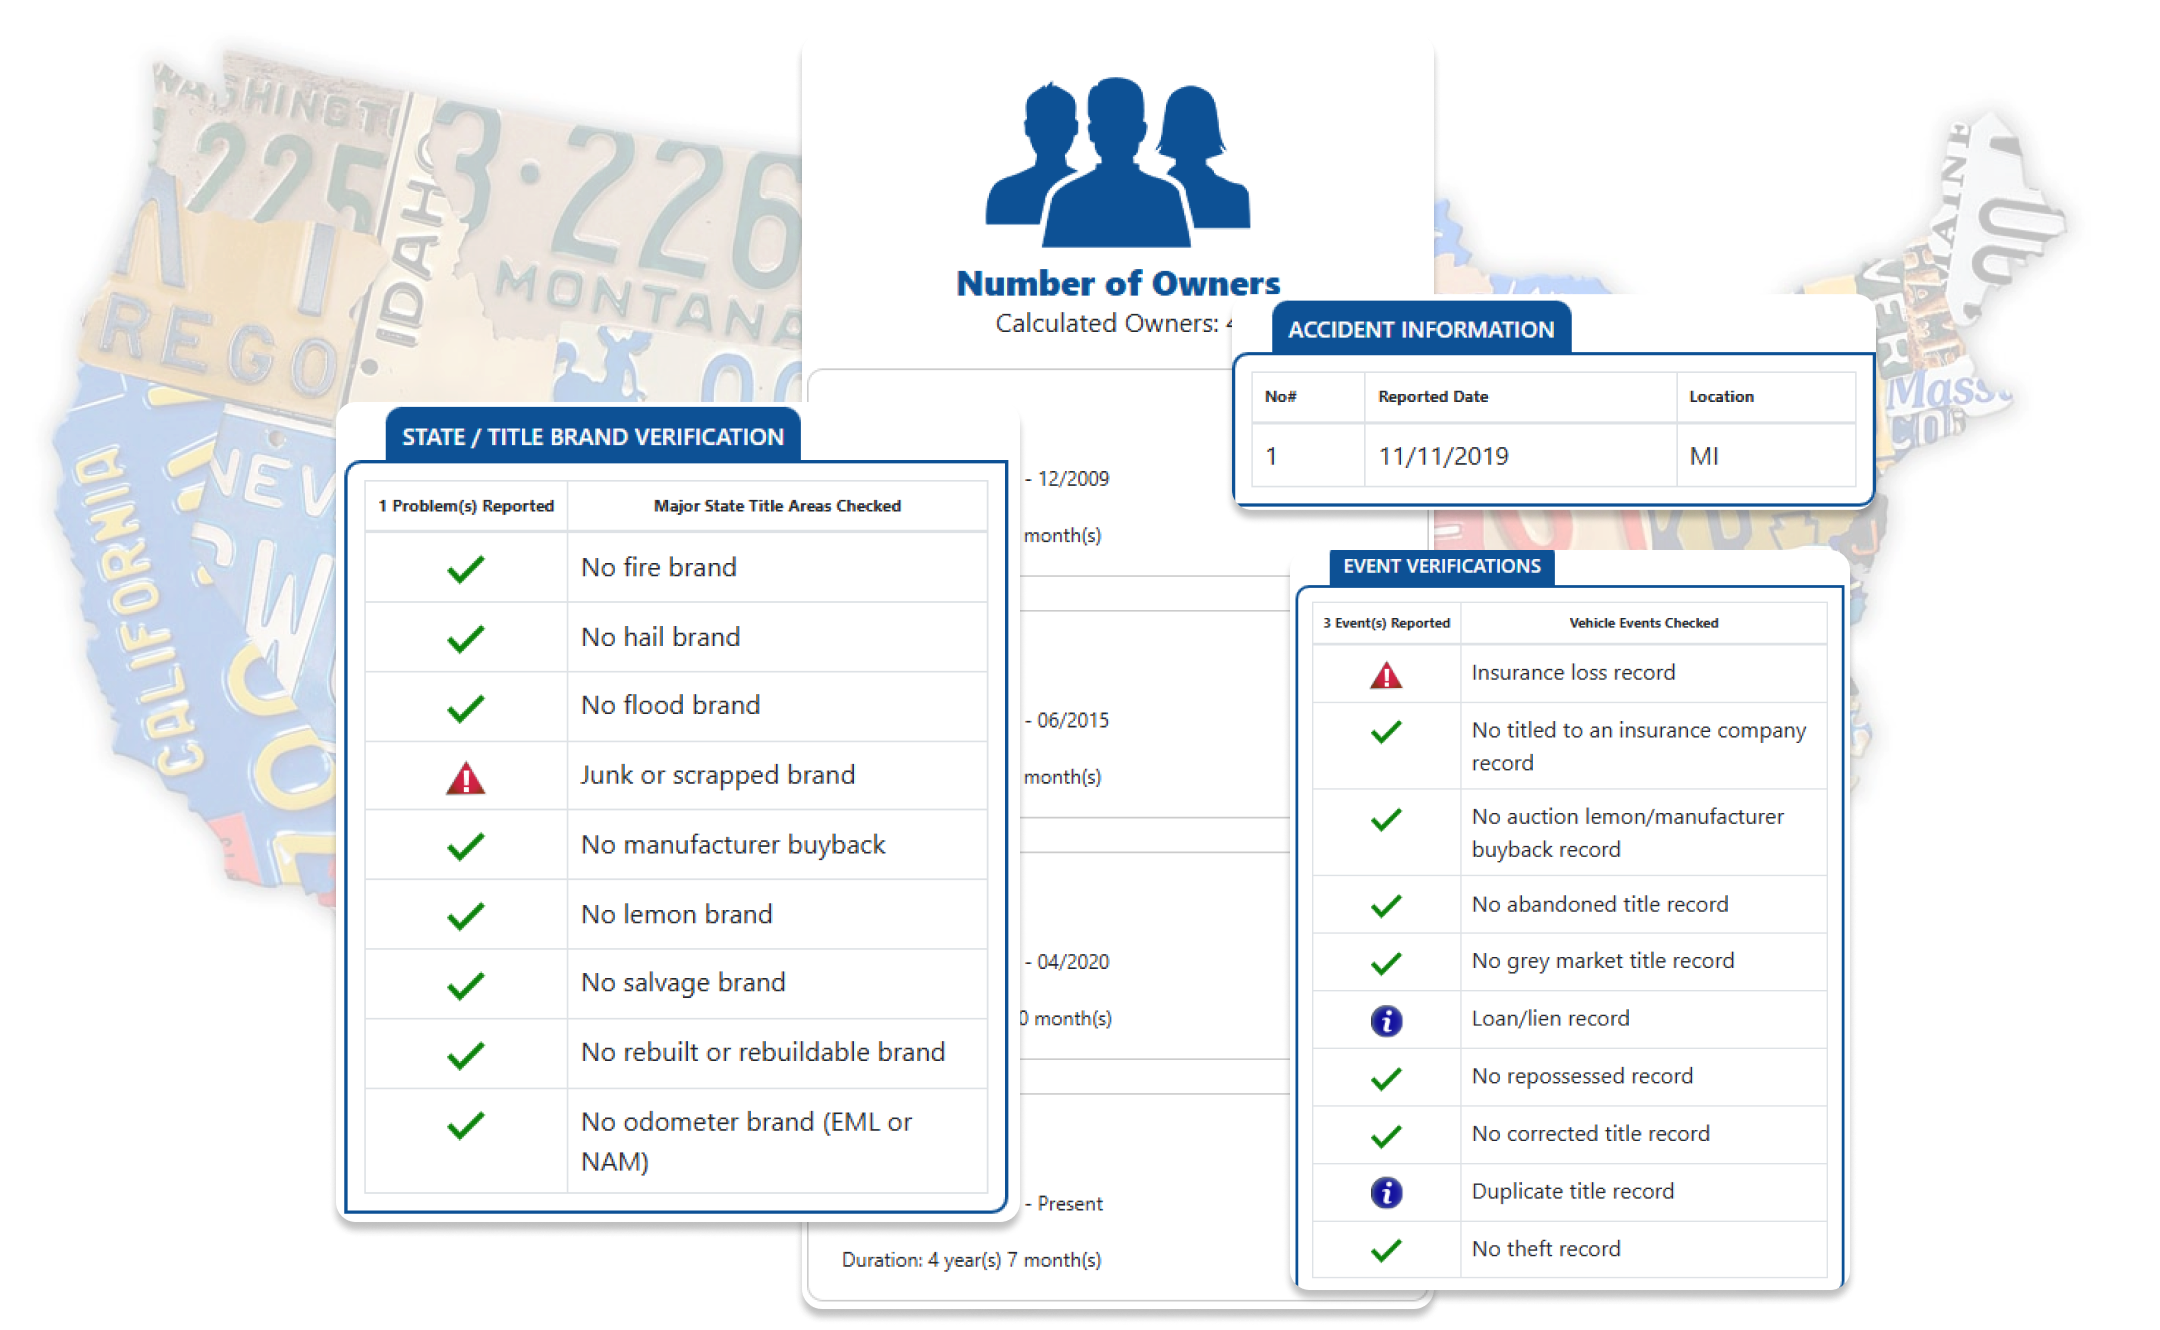 WASHINGT
225
IDAHO
3·226
MONTANA
REGO
NEV
CALIFORNIA
MAINE
Mass
Number of Owners
Calculated Owners: 4
- 12/2009
month(s)
- 06/2015
month(s)
- 04/2020
0 month(s)
- Present
Duration: 4 year(s) 7 month(s)
STATE / TITLE BRAND VERIFICATION
1 Problem(s) Reported Major State Title Areas Checked
No fire brand
No hail brand
No flood brand
Junk or scrapped brand
No manufacturer buyback
No lemon brand
No salvage brand
No rebuilt or rebuildable brand
No odometer brand (EML or
NAM)
ACCIDENT INFORMATION
No# Reported Date Location
1 11/11/2019 MI
EVENT VERIFICATIONS
3 Event(s) Reported Vehicle Events Checked
Insurance loss record
No titled to an insurance company
record
No auction lemon/manufacturer
buyback record
No abandoned title record
No grey market title record
Loan/lien record
No repossessed record
No corrected title record
Duplicate title record
No theft record